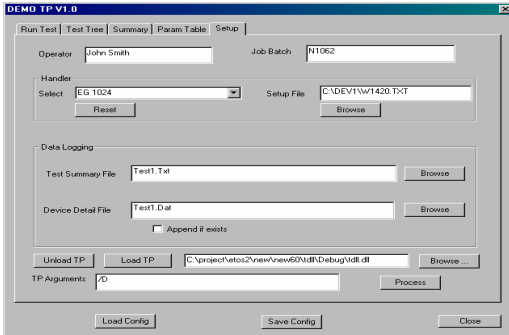 DEMO TP V1.0
Run Test Test Tree Summary Param Table Setup
Operator John Smith Job Batch N1062
Handler
Select EG 1024 Setup File C:\DEV1\W1420.TXT
Reset Browse
Data Logging
Test Summary File Test1.Txt Browse
Device Detail File Test1.Dat Browse
Append if exists
Unload TP Load TP C:\project\etos2\new\new60\tdll\Debug\tdll.dll Browse ...
TP Arguments /D Process
Load Config Save Config Close